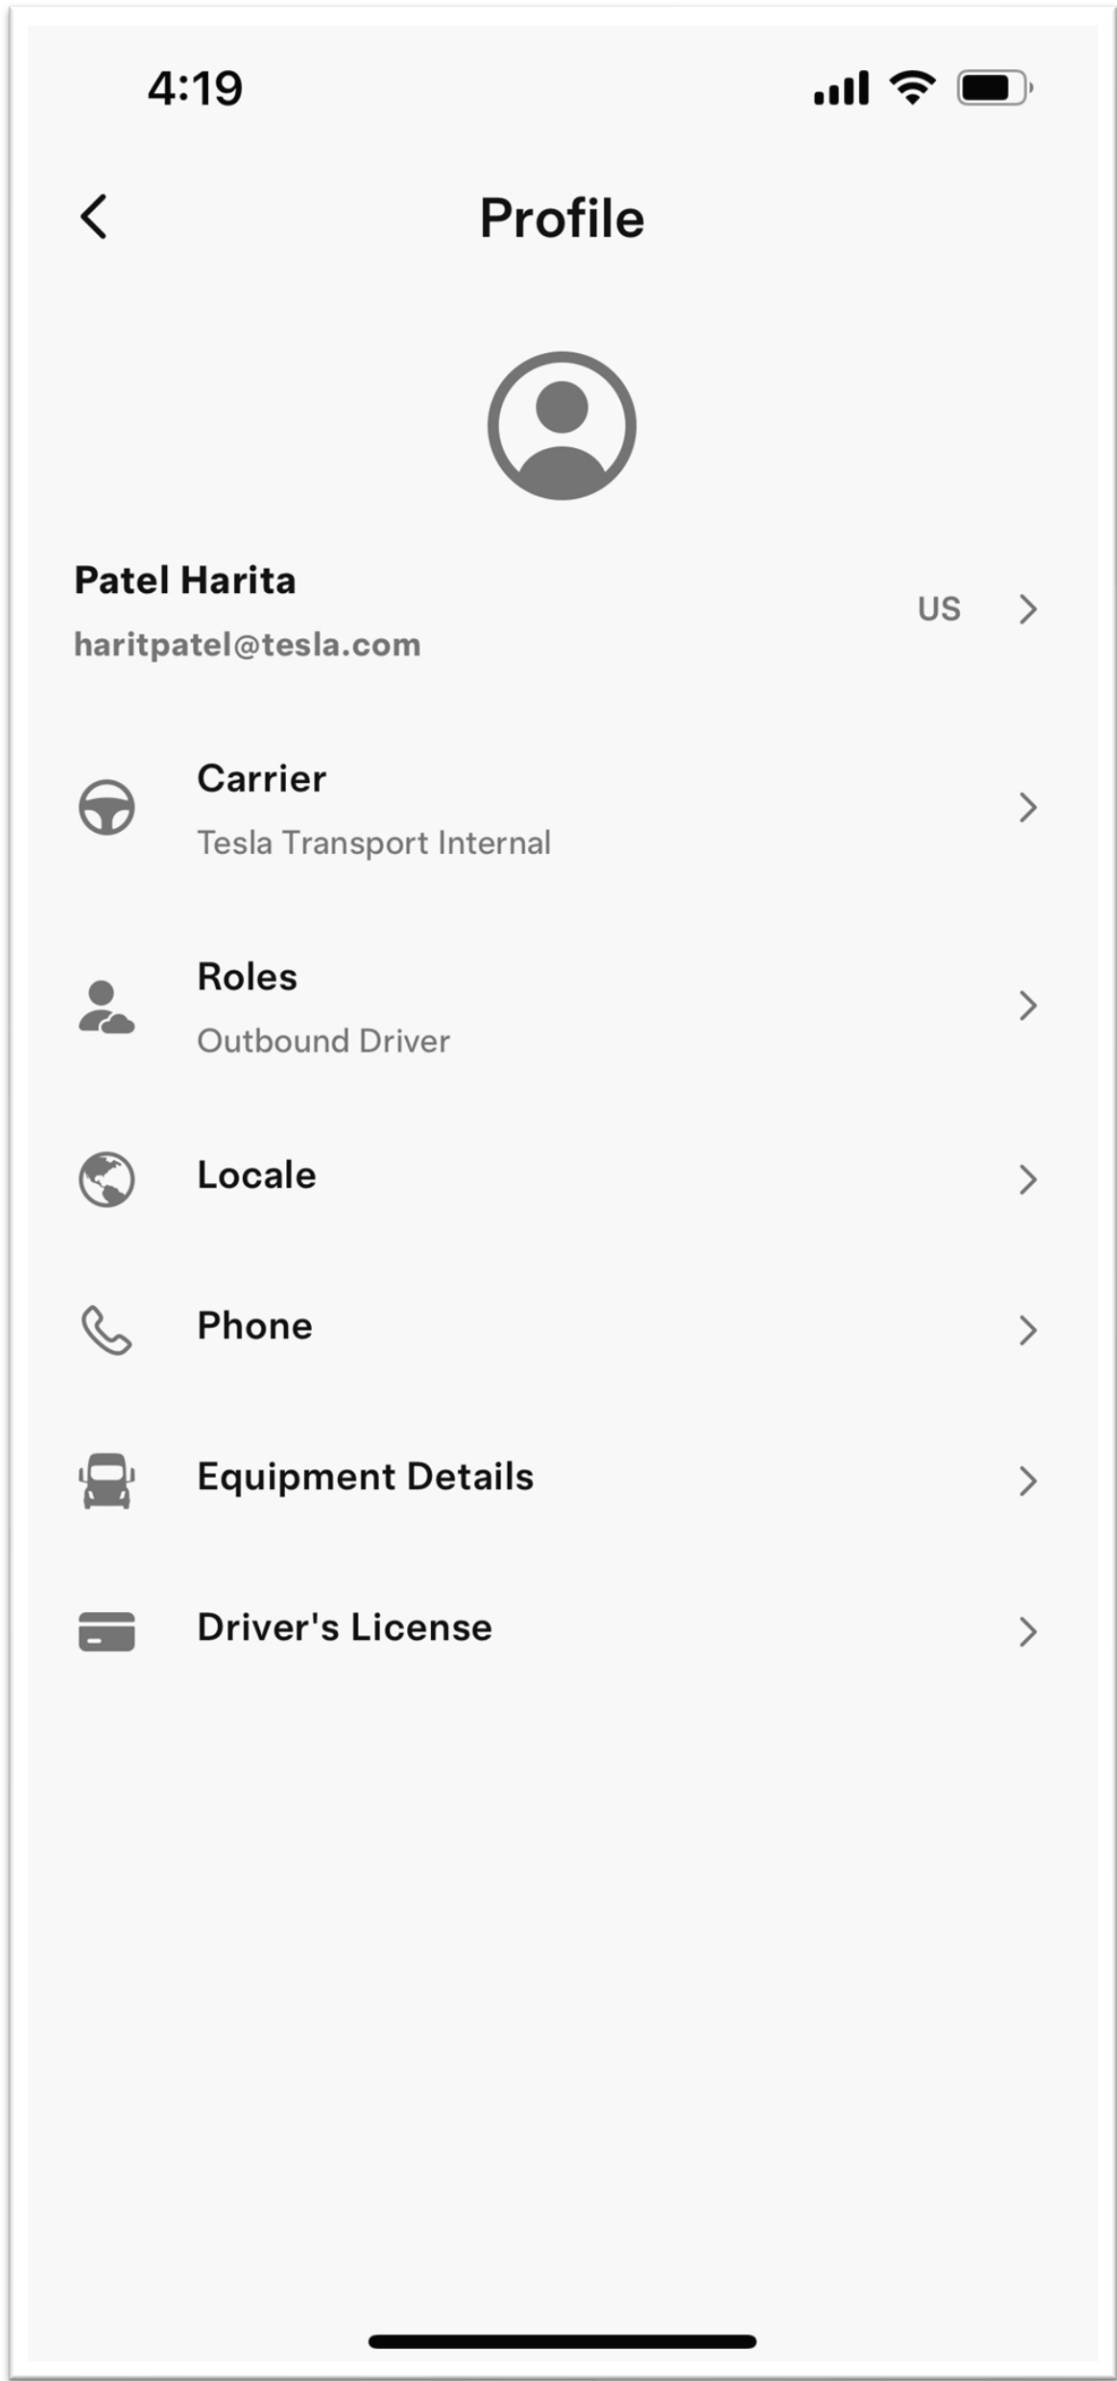 4:19
Profile
Patel Harita
haritpatel@tesla.com
US
Carrier
Tesla Transport Internal
Roles
Outbound Driver
Locale
Phone
Equipment Details
Driver's License